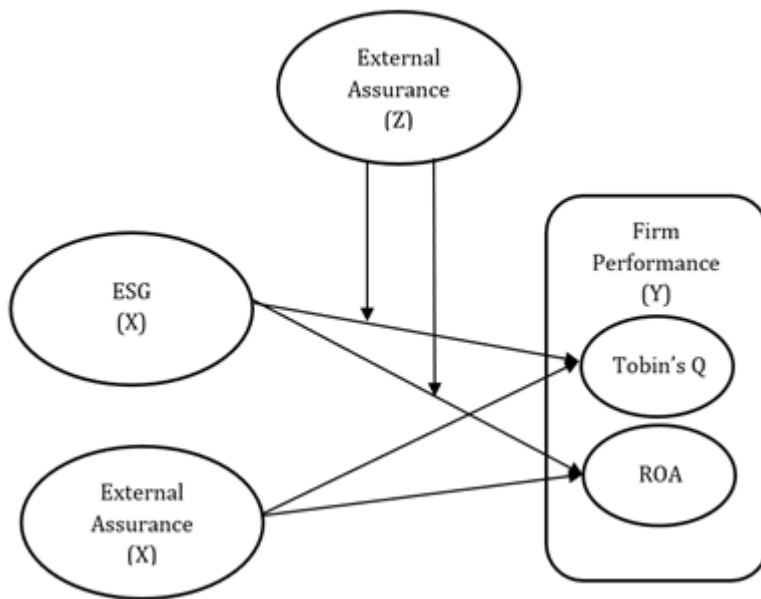 External
Assurance
(Z)
Firm
Performance
(Y)
ESG
(X)
Tobin's Q
ROA
External
Assurance
(X)